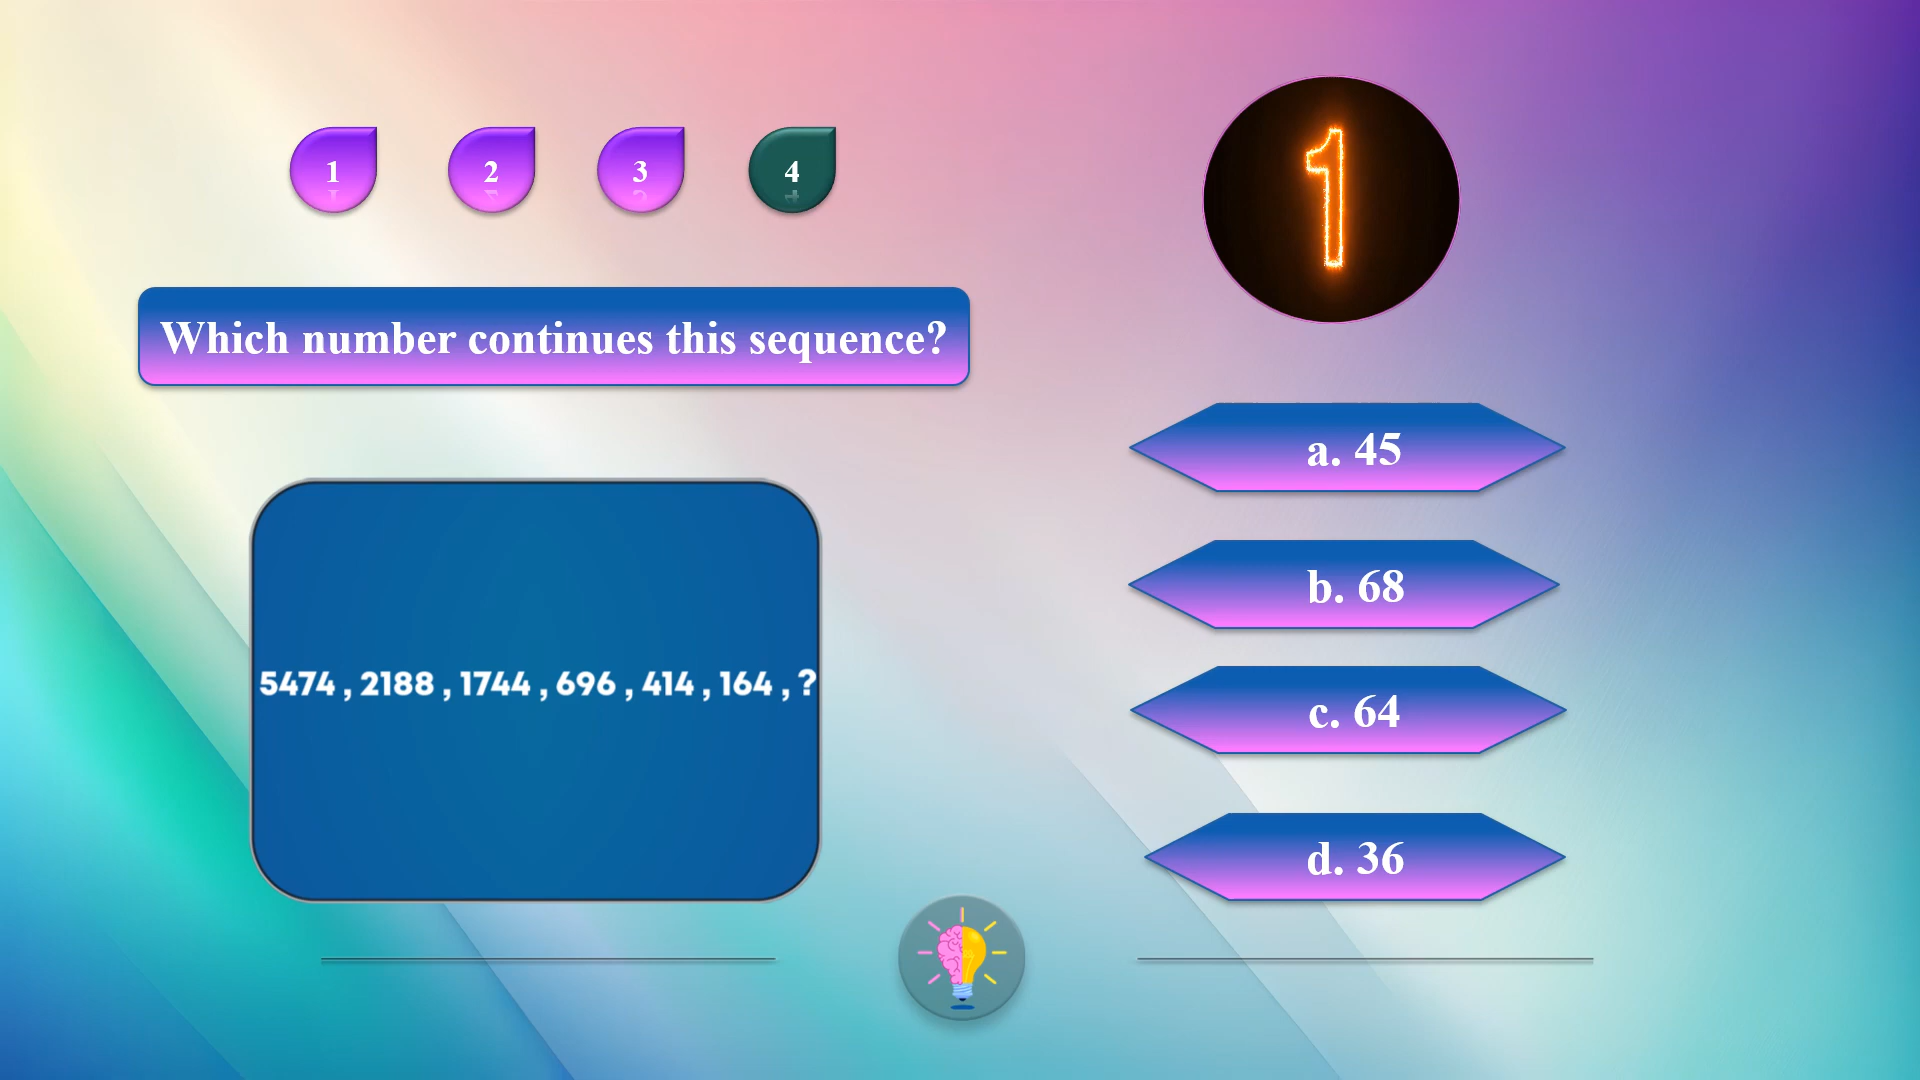 1 2 3 4
1
Which number continues this sequence?
5474 , 2188 , 1744 , 696 , 414 , 164 , ?
a. 45
b. 68
c. 64
d. 36